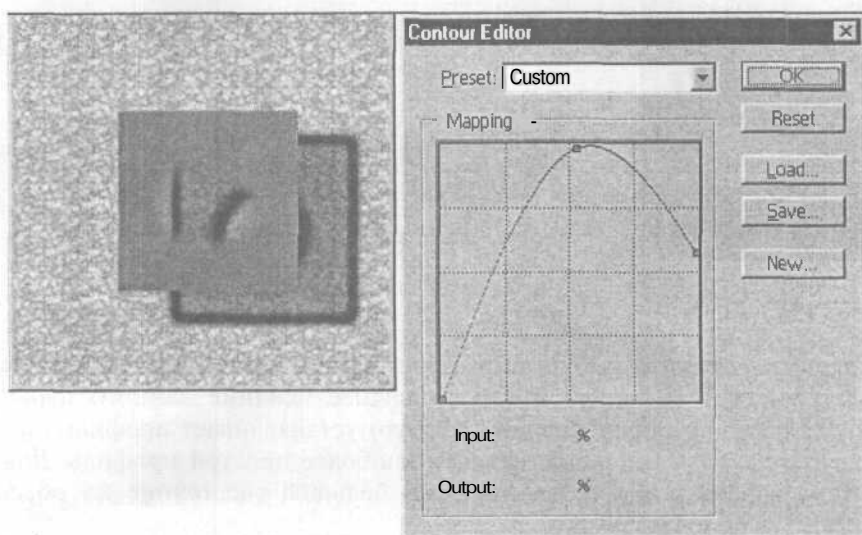 Contour Editor
Preset: Custom
OK
Mapping
Reset
Load...
Save...
New...
Input: %
Output: %